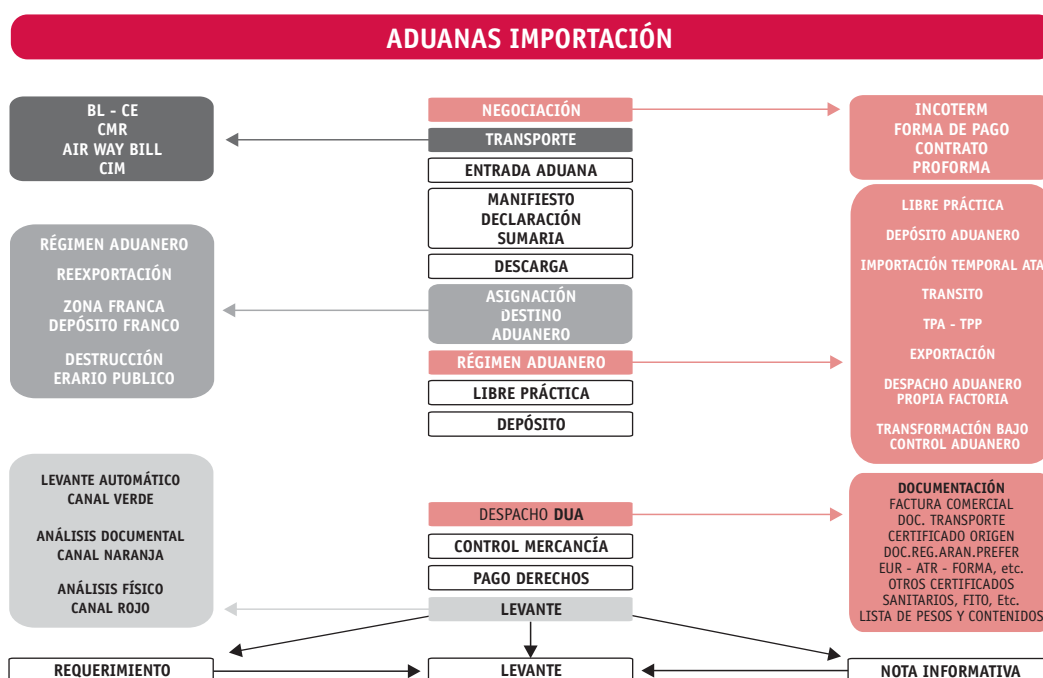 ADUANAS IMPORTACIÓN
BL - CE
CMR
AIR WAY BILL
CIM
RÉGIMEN ADUANERO
REEXPORTACIÓN
ZONA FRANCA
DEPÓSITO FRANCO
DESTRUCCIÓN
ERARIO PUBLICO
LEVANTE AUTOMÁTICO
CANAL VERDE
ANÁLISIS DOCUMENTAL
CANAL NARANJA
ANÁLISIS FÍSICO
CANAL ROJO
REQUERIMIENTO
NEGOCIACIÓN
TRANSPORTE
ENTRADA ADUANA
MANIFIESTO
DECLARACIÓN
SUMARIA
DESCARGA
ASIGNACIÓN
DESTINO
ADUANERO
RÉGIMEN ADUANERO
LIBRE PRÁCTICA
DEPÓSITO
DESPACHO DUA
CONTROL MERCANCÍA
PAGO DERECHOS
LEVANTE
LEVANTE
INCOTERM
FORMA DE PAGO
CONTRATO
PROFORMA
LIBRE PRÁCTICA
DEPÓSITO ADUANERO
IMPORTACIÓN TEMPORAL ATA
TRANSITO
TPA - TPP
EXPORTACIÓN
DESPACHO ADUANERO
PROPIA FACTORIA
TRANSFORMACIÓN BAJO
CONTROL ADUANERO
DOCUMENTACIÓN
FACTURA COMERCIAL
DOC. TRANSPORTE
CERTIFICADO ORIGEN
DOC.REG.ARAN.PREFER
EUR - ATR - FORMA, etc.
OTROS CERTIFICADOS
SANITARIOS, FITO, Etc.
LISTA DE PESOS Y CONTENIDOS
NOTA INFORMATIVA